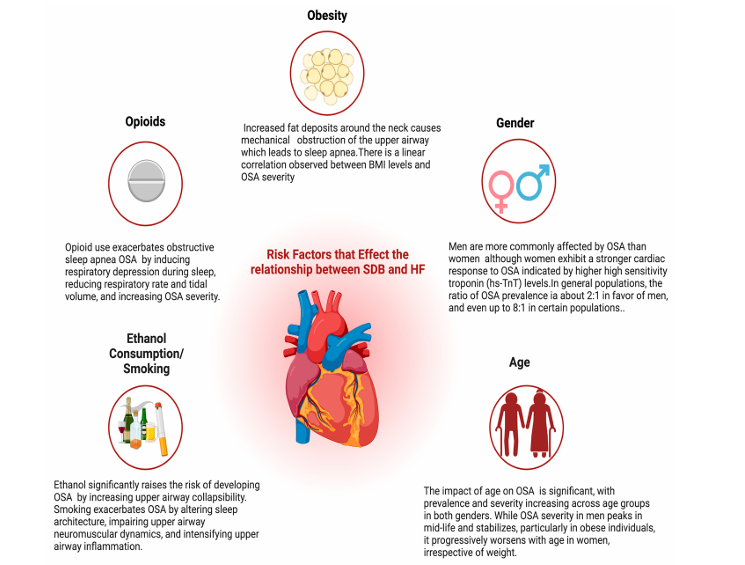 Obesity
Increased fat deposits around the neck causes
mechanical obstruction of the upper airway
which leads to sleep apnea.There is a linear
correlation observed between BMI levels and
OSA severity
Opioids
Opioid use exacerbates obstructive
sleep apnea OSA by inducing
respiratory depression during sleep,
reducing respiratory rate and tidal
volume, and increasing OSA severity.
Gender
Men are more commonly affected by OSA than
women although women exhibit a stronger cardiac
response to OSA indicated by higher high sensitivity
troponin (hs-TnT) levels.In general populations, the
ratio of OSA prevalence ia about 2:1 in favor of men,
and even up to 8:1 in certain populations..
Risk Factors that Effect the
relationship between SDB and HF
Ethanol
Consumption/
Smoking
Ethanol significantly raises the risk of developing
OSA by increasing upper airway collapsibility.
Smoking exacerbates OSA by altering sleep
architecture, impairing upper airway
neuromuscular dynamics, and intensifying upper
airway inflammation.
Age
The impact of age on OSA is significant, with
prevalence and severity increasing across age groups
in both genders. While OSA severity in men peaks in
mid-life and stabilizes, particularly in obese individuals,
it progressively worsens with age in women,
irrespective of weight.